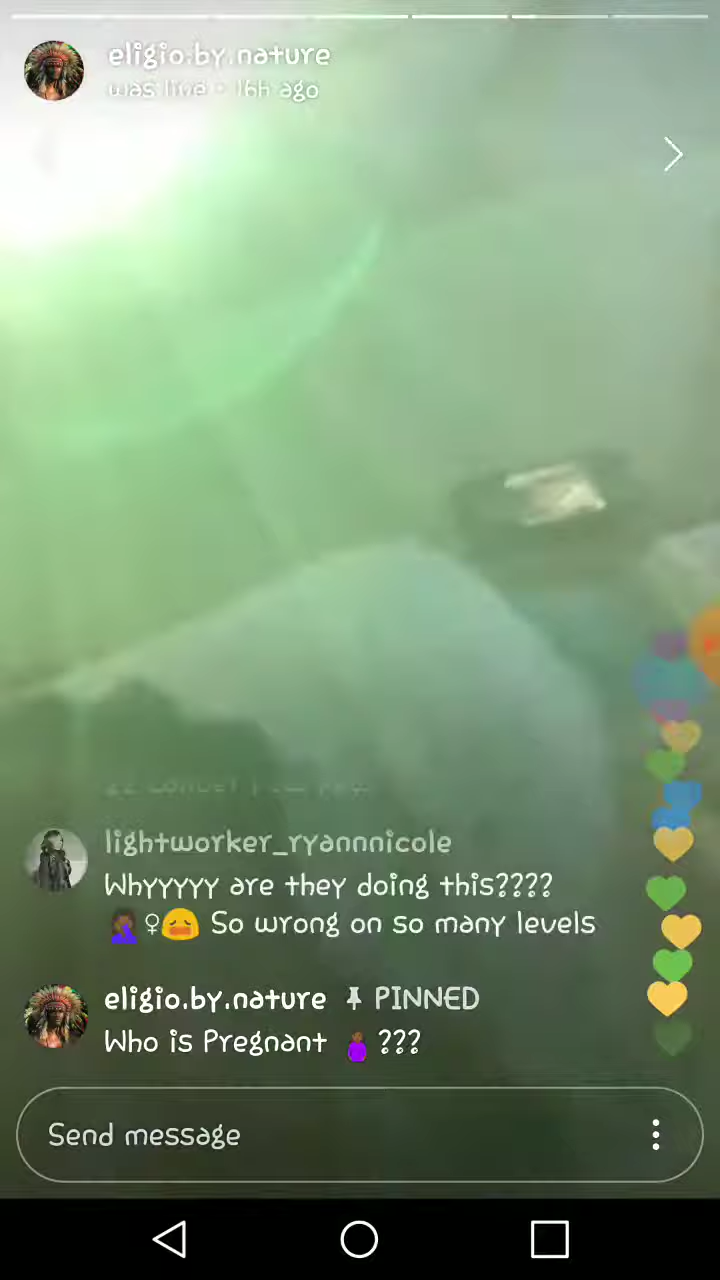 eligio.by.nature
was live • 16h ago
lightworker_ryannnicole
Whyyyyy are they doing this????
🤦🏾♀😩 So wrong on so many levels
eligio.by.nature PINNED
Who is Pregnant 🤰🏾 ???
Send message